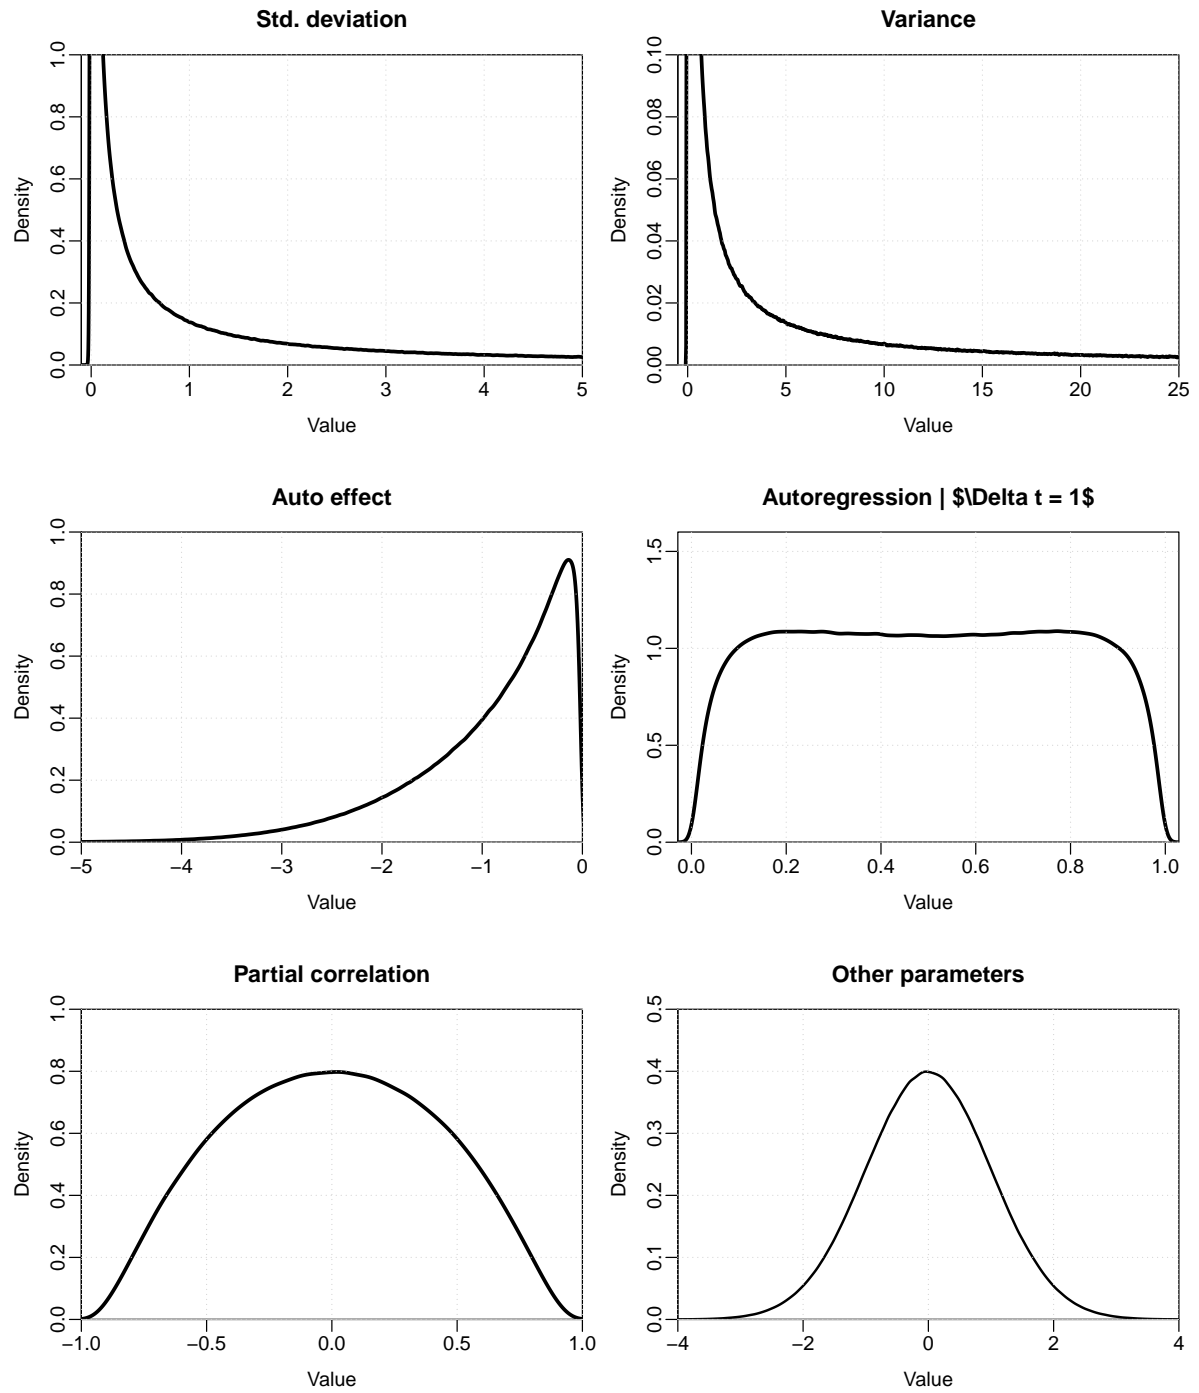 Std. deviation
Density
0.0 0.2 0.4 0.6 0.8 1.0
0 1 2 3 4 5
Value
Variance
Density
0.00 0.02 0.04 0.06 0.08 0.10
0 5 10 15 20 25
Value
Auto effect
Density
0.0 0.2 0.4 0.6 0.8 1.0
−5 −4 −3 −2 −1 0
Value
Autoregression | $\Delta t = 1$
Density
0.0 0.5 1.0 1.5
0.0 0.2 0.4 0.6 0.8 1.0
Value
Partial correlation
Density
0.0 0.2 0.4 0.6 0.8 1.0
−1.0 −0.5 0.0 0.5 1.0
Value
Other parameters
Density
0.0 0.1 0.2 0.3 0.4 0.5
−4 −2 0 2 4
Value